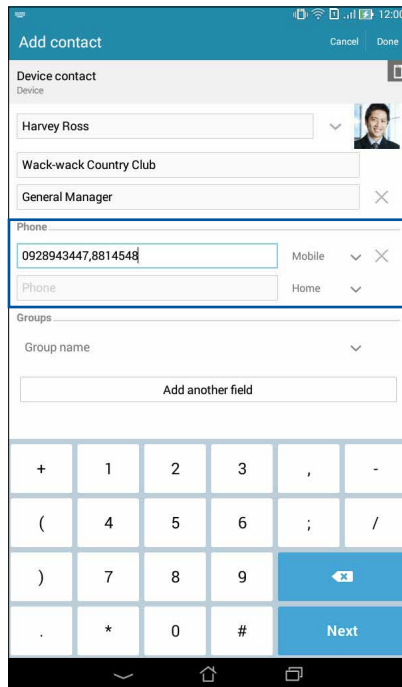 12:00
Add contact
Cancel
Done
Device contact
Device
Harvey Ross
Wack-wack Country Club
General Manager
Phone
0928943447,8814548
Mobile
Phone
Home
Groups
Group name
Add another field
+ 1 2 3 , -
( 4 5 6 ; /
) 7 8 9
. * 0 # Next